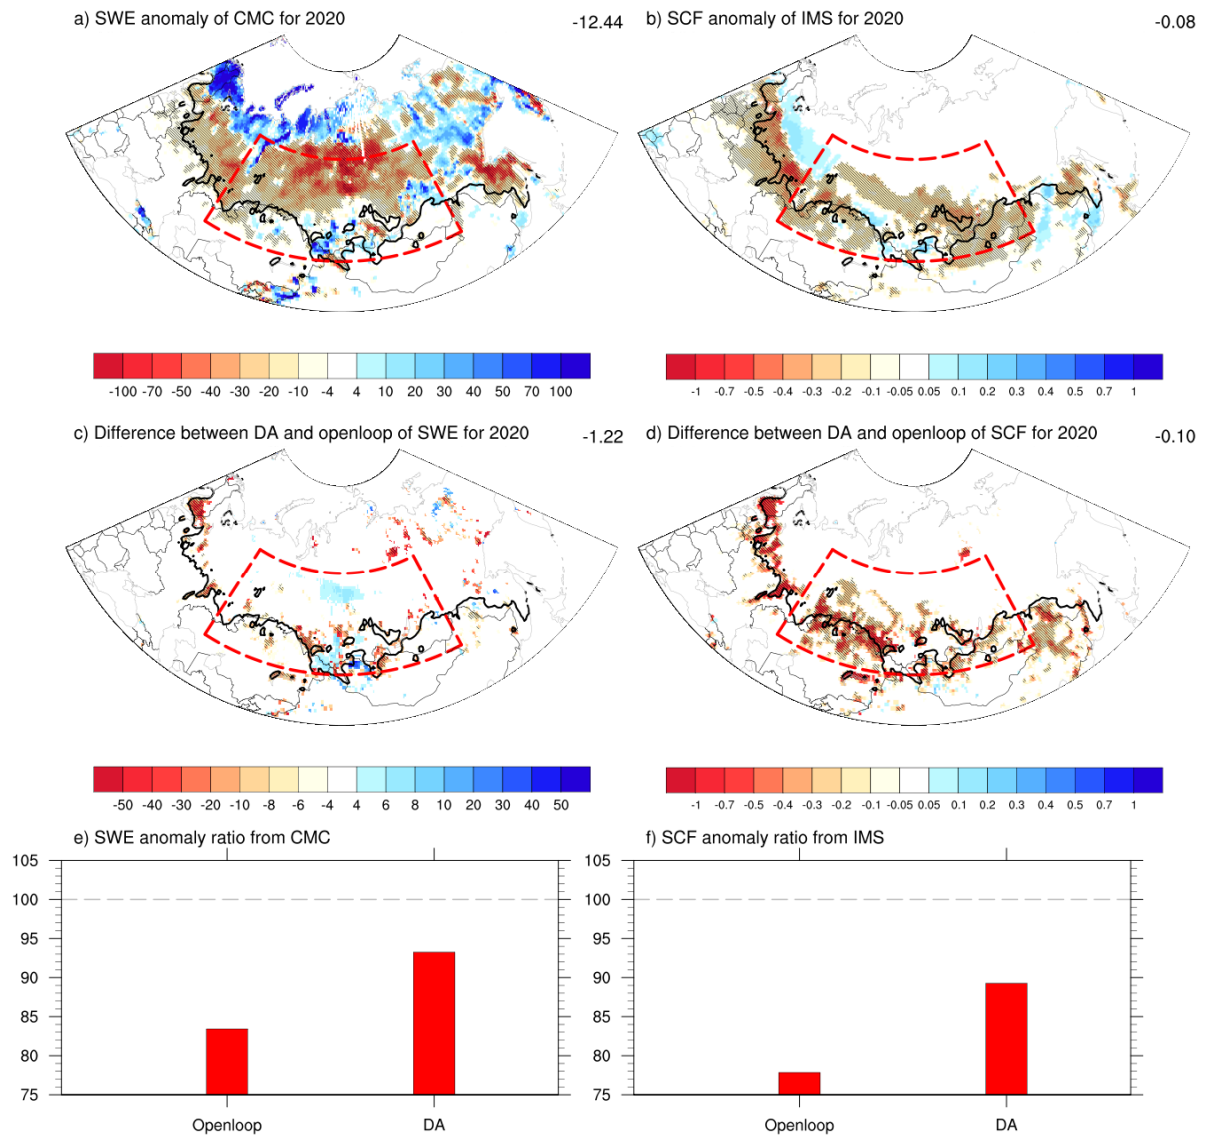 a) SWE anomaly of CMC for 2020 -12.44
b) SCF anomaly of IMS for 2020 -0.08
-100 -70 -50 -40 -30 -20 -10 -4 4 10 20 30 40 50 70 100
-1 -0.7 -0.5 -0.4 -0.3 -0.2 -0.1 -0.05 0.05 0.1 0.2 0.3 0.4 0.5 0.7 1
c) Difference between DA and openloop of SWE for 2020 -1.22
d) Difference between DA and openloop of SCF for 2020 -0.10
-50 -40 -30 -20 -10 -8 -6 -4 4 6 8 10 20 30 40 50
-1 -0.7 -0.5 -0.4 -0.3 -0.2 -0.1 -0.05 0.05 0.1 0.2 0.3 0.4 0.5 0.7 1
e) SWE anomaly ratio from CMC
105
100
95
90
85
80
75
Openloop DA
f) SCF anomaly ratio from IMS
105
100
95
90
85
80
75
Openloop DA